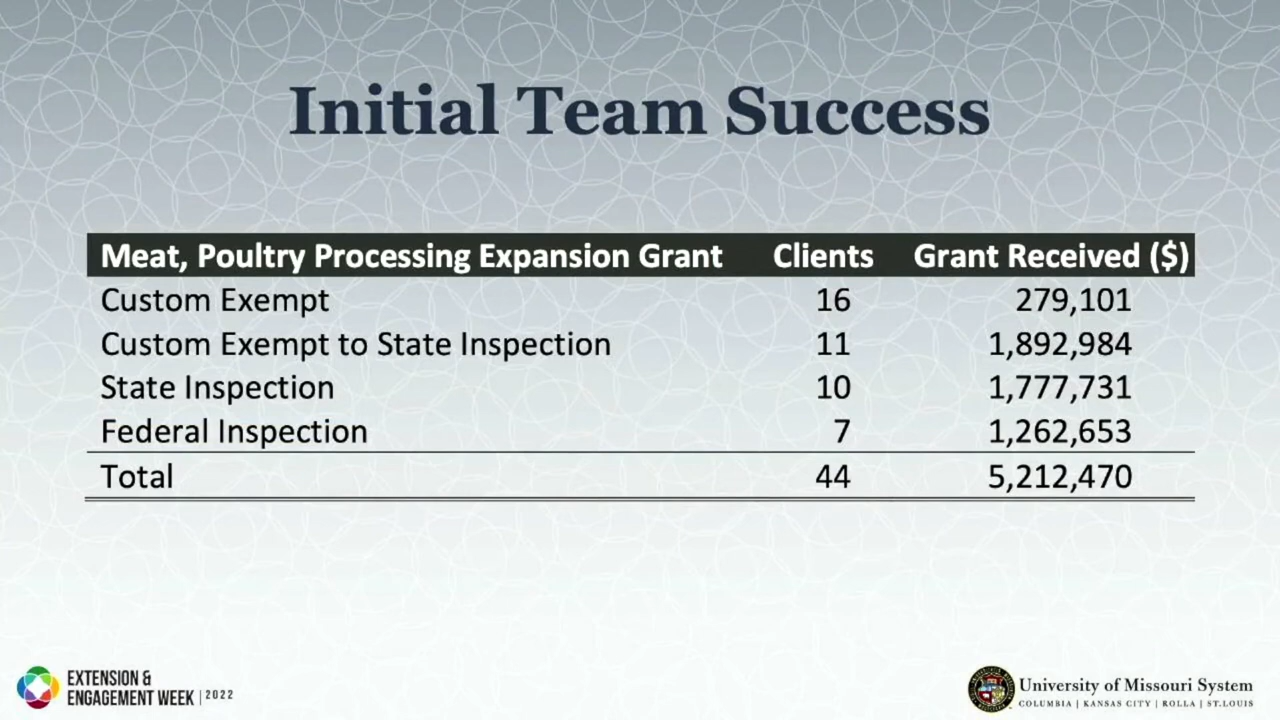 Initial Team Success
Meat, Poultry Processing Expansion Grant Clients Grant Received ($)
Custom Exempt 16 279,101
Custom Exempt to State Inspection 11 1,892,984
State Inspection 10 1,777,731
Federal Inspection 7 1,262,653
Total 44 5,212,470
EXTENSION &
ENGAGEMENT WEEK | 2022
University of Missouri System
COLUMBIA | KANSAS CITY | ROLLA | ST.LOUIS